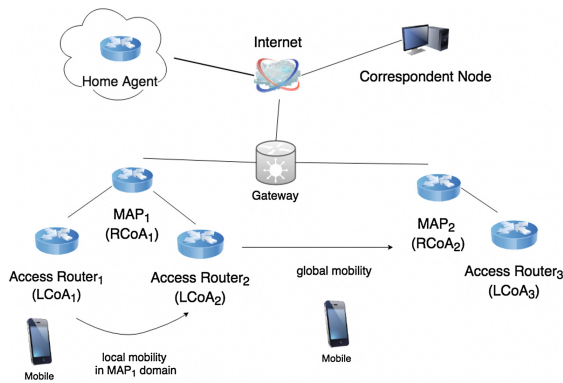 Internet
Home Agent
Correspondent Node
Gateway
MAP₁
(RCoA₁)
MAP₂
(RCoA₂)
Access Router₁
(LCoA₁)
Access Router₂
(LCoA₂)
global mobility
Access Router₃
(LCoA₃)
local mobility
in MAP₁ domain
Mobile
Mobile